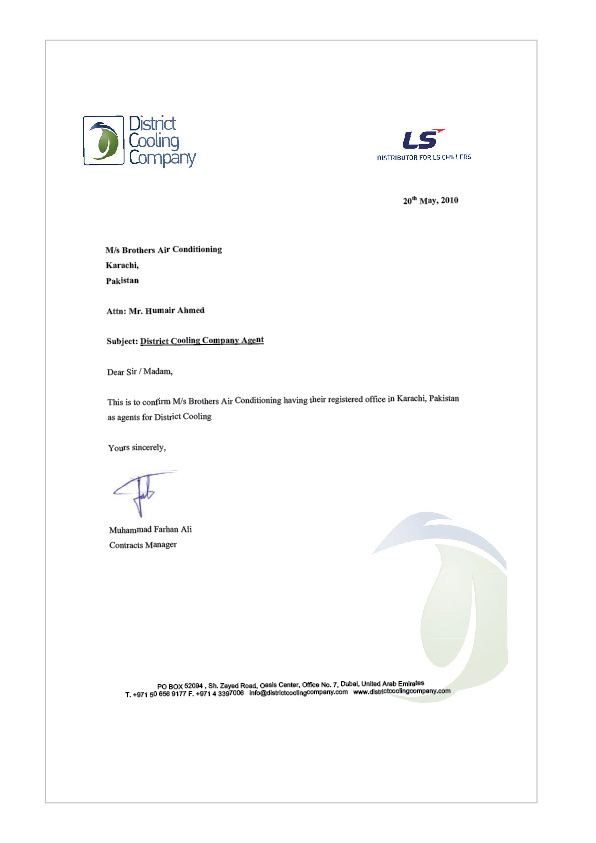 District
Cooling
Company
LS
DISTRIBUTOR FOR LS CHILLERS
20th May, 2010
M/s Brothers Air Conditioning
Karachi,
Pakistan
Attn: Mr. Humair Ahmed
Subject: District Cooling Company Agent
Dear Sir / Madam,
This is to confirm M/s Brothers Air Conditioning having their registered office in Karachi, Pakistan
as agents for District Cooling
Yours sincerely,
Muhammad Farhan Ali
Contracts Manager
PO BOX 52094 , Sh. Zayed Road, Oasis Center, Office No. 7, Dubai, United Arab Emirates
T. +971 50 656 9177 F. +971 4 3397006 info@districtcoolingcompany.com www.districtcoolingcompany.com